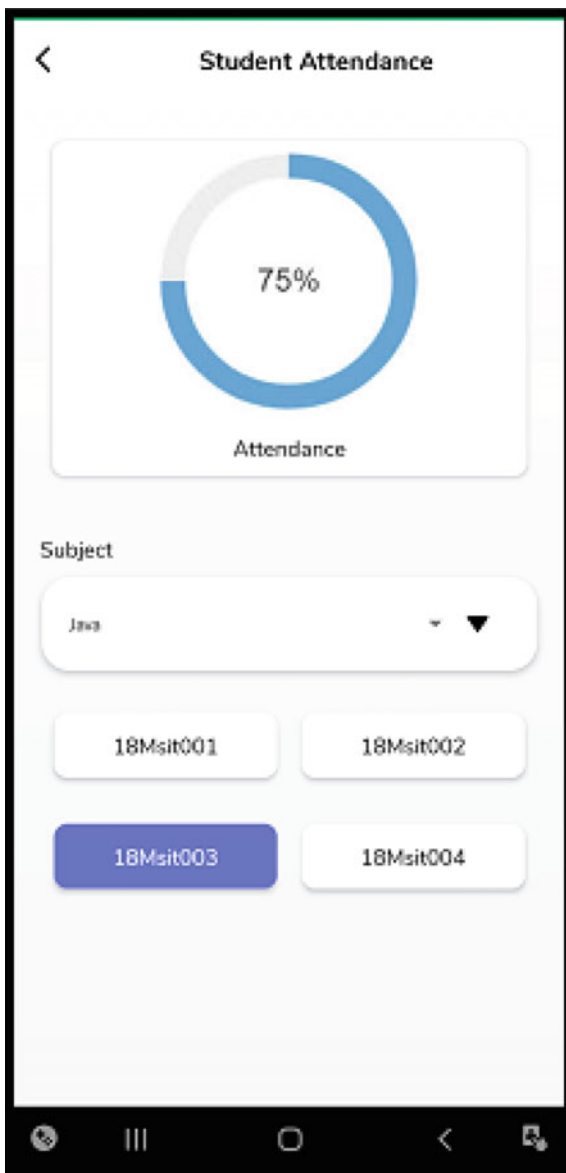 Student Attendance
75%
Attendance
Subject
Java
18Msit001
18Msit002
18Msit003
18Msit004